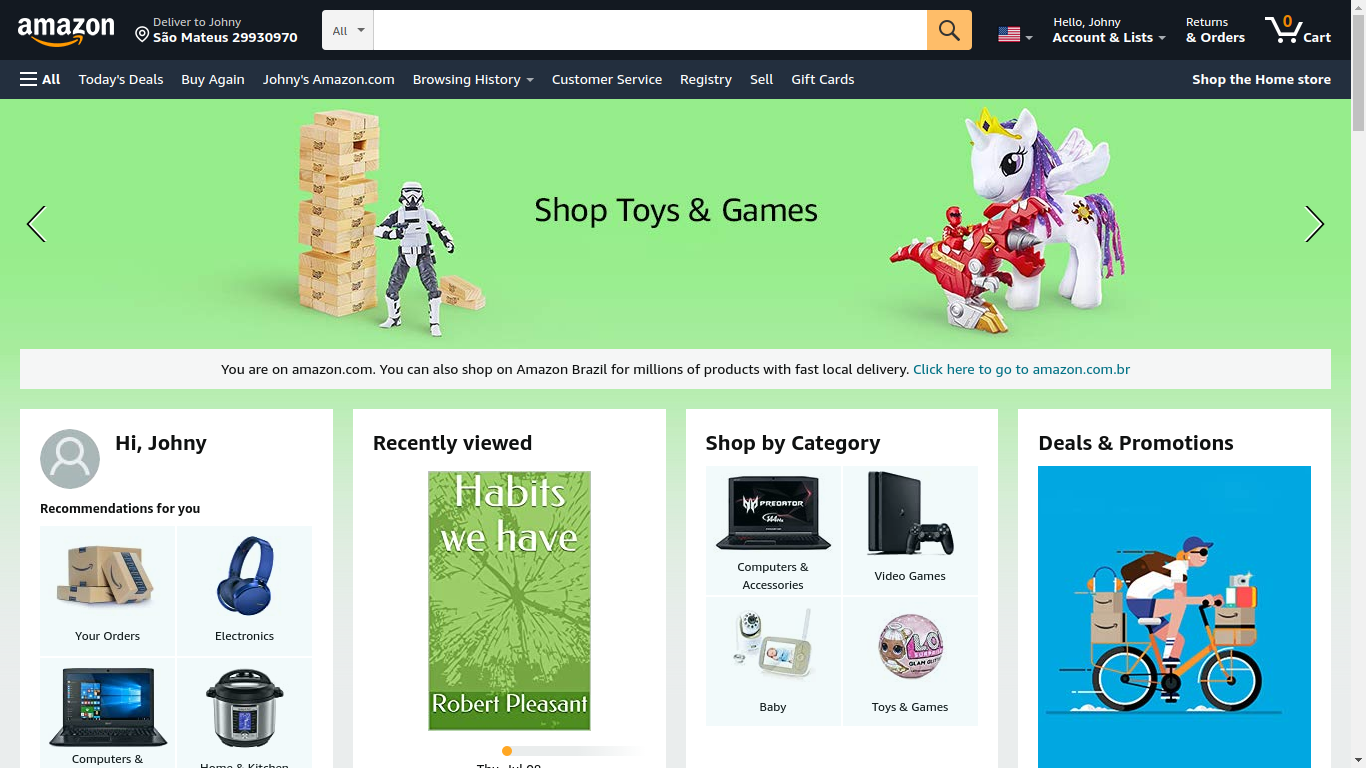 amazon
Deliver to Johny
São Mateus 29930970
All
Hello, Johny
Account & Lists
Returns
& Orders
0
Cart
All
Today's Deals
Buy Again
Johny's Amazon.com
Browsing History
Customer Service
Registry
Sell
Gift Cards
Shop the Home store
Shop Toys & Games
You are on amazon.com. You can also shop on Amazon Brazil for millions of products with fast local delivery. Click here to go to amazon.com.br
Hi, Johny
Recommendations for you
Your Orders
Electronics
Computers &
Home & Kitchen
Recently viewed
Habits
we have
Robert Pleasant
Thu, Jul 08
Shop by Category
PREDATOR
144Hz
Computers &
Accessories
Video Games
Baby
L.O.L.
SURPRISE!
GLAM GLITTER
Toys & Games
Deals & Promotions